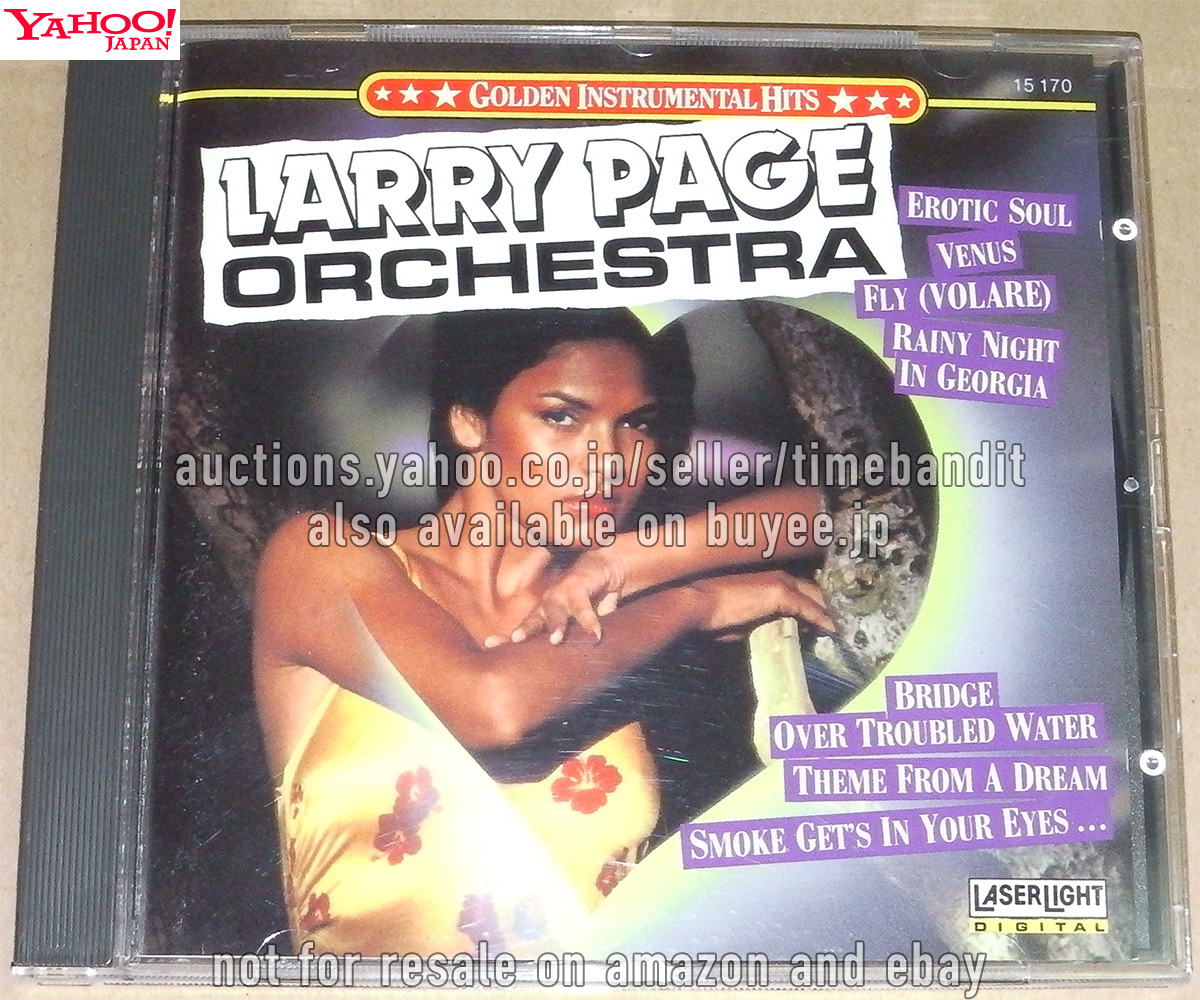 YAHOO!
JAPAN
★★★ GOLDEN INSTRUMENTAL HITS ★★★
15 170
LARRY PAGE
ORCHESTRA
EROTIC SOUL
VENUS
FLY (VOLARE)
RAINY NIGHT
IN GEORGIA
auctions.yahoo.co.jp/seller/timebandit
also available on buyee.jp
BRIDGE
OVER TROUBLED WATER
THEME FROM A DREAM
SMOKE GET'S IN YOUR EYES ...
LASERLIGHT
DIGITAL
not for resale on amazon and ebay